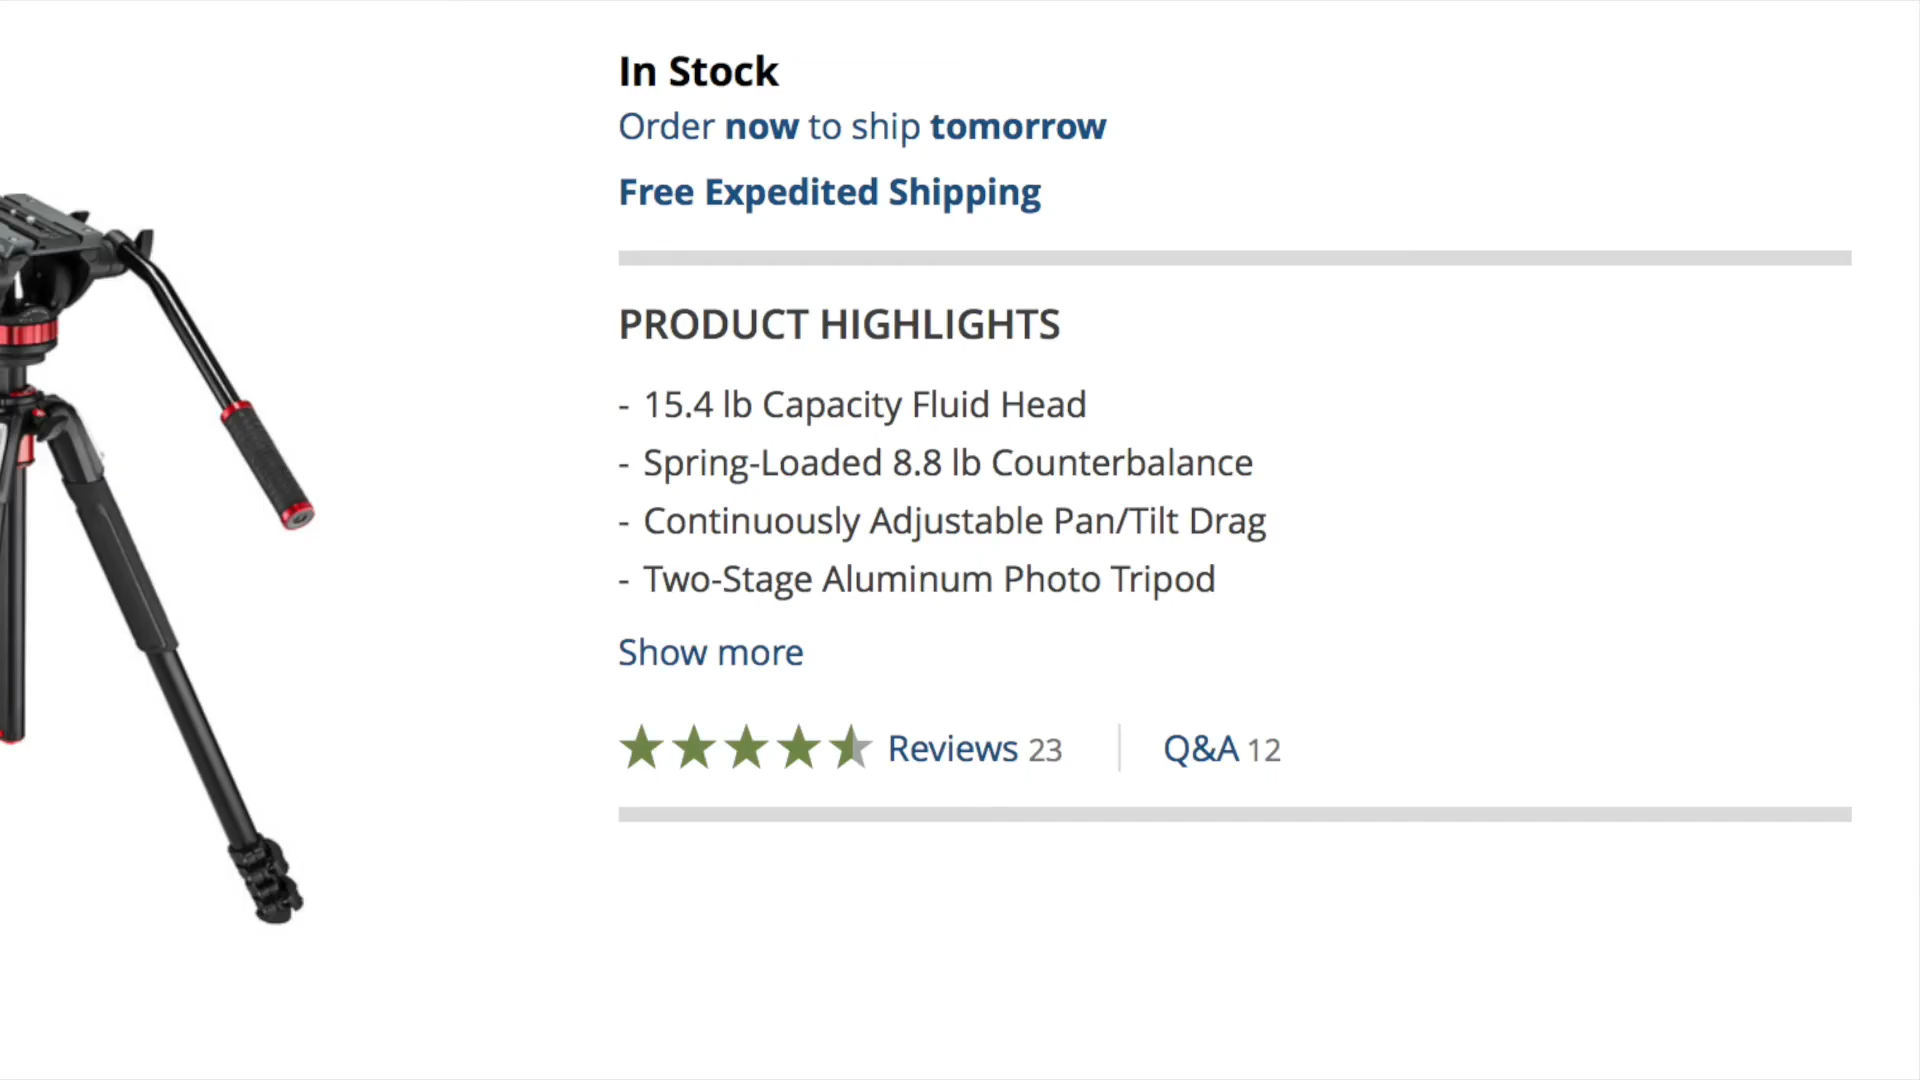 In Stock
Order now to ship tomorrow
Free Expedited Shipping
PRODUCT HIGHLIGHTS
- 15.4 lb Capacity Fluid Head
- Spring-Loaded 8.8 lb Counterbalance
- Continuously Adjustable Pan/Tilt Drag
- Two-Stage Aluminum Photo Tripod
Show more
Reviews 23
Q&A 12